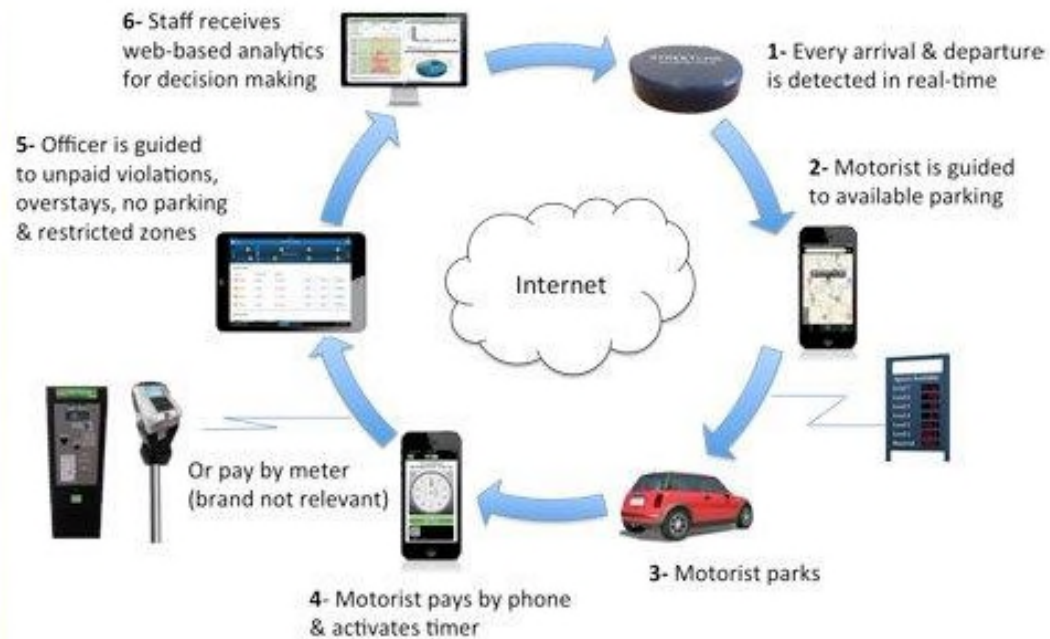 6- Staff receives
web-based analytics
for decision making
1- Every arrival & departure
is detected in real-time
5- Officer is guided
to unpaid violations,
overstays, no parking
& restricted zones
2- Motorist is guided
to available parking
Internet
Or pay by meter
(brand not relevant)
3- Motorist parks
4- Motorist pays by phone
& activates timer